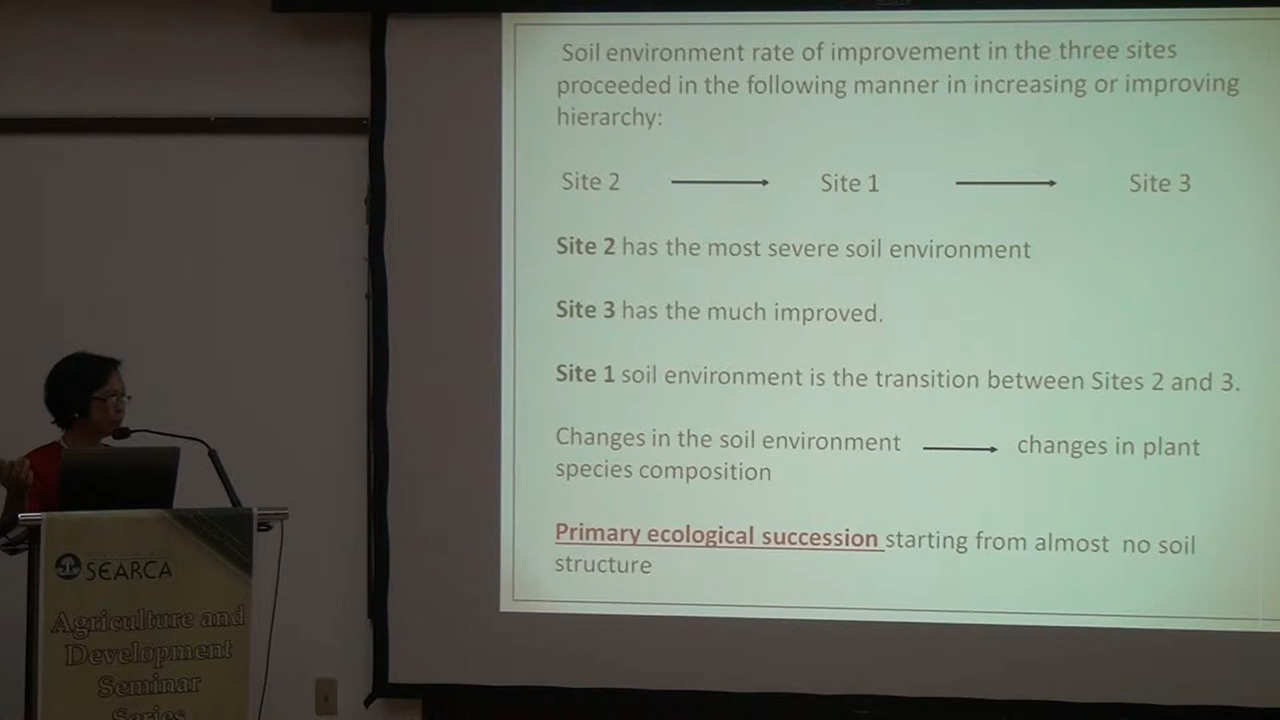 Soil environment rate of improvement in the three sites
proceeded in the following manner in increasing or improving
hierarchy:
Site 2 Site 1 Site 3
Site 2 has the most severe soil environment
Site 3 has the much improved.
Site 1 soil environment is the transition between Sites 2 and 3.
Changes in the soil environment changes in plant
species composition
Primary ecological succession starting from almost no soil
structure
SEARCA
Agriculture and
Development
Seminar
Series